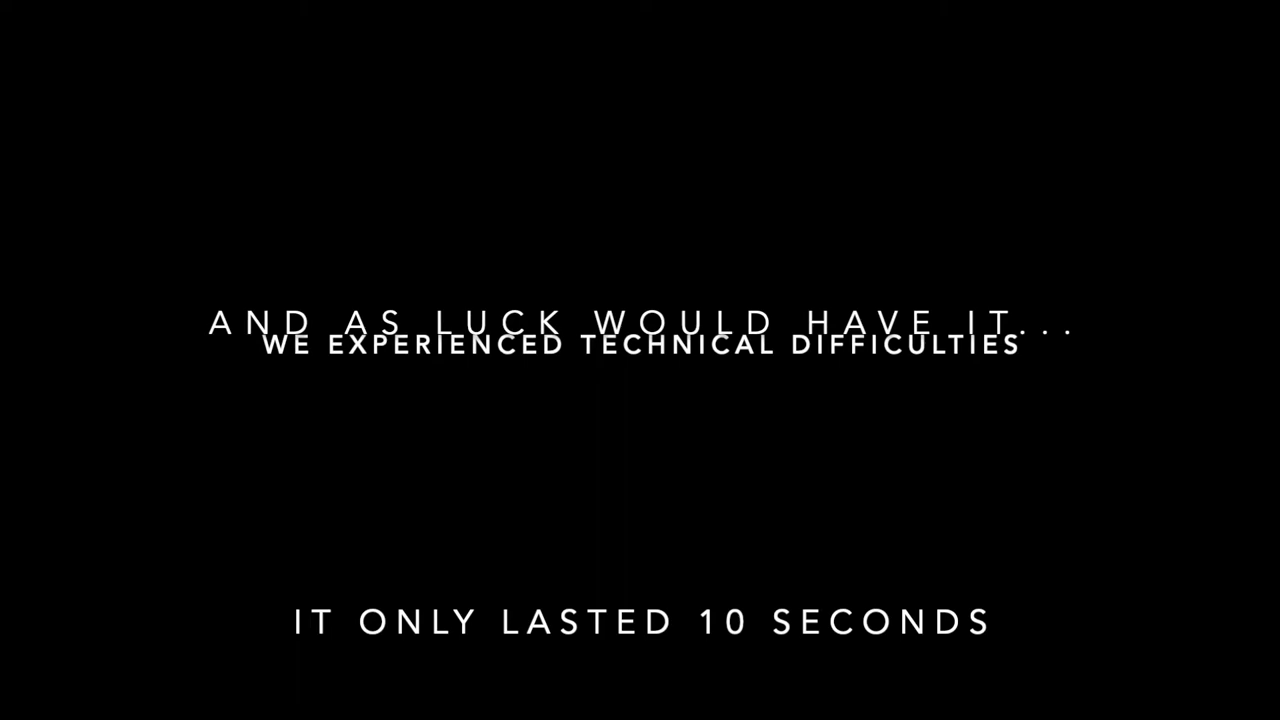 AND AS LUCK WOULD HAVE IT...
WE EXPERIENCED TECHNICAL DIFFICULTIES
IT ONLY LASTED 10 SECONDS